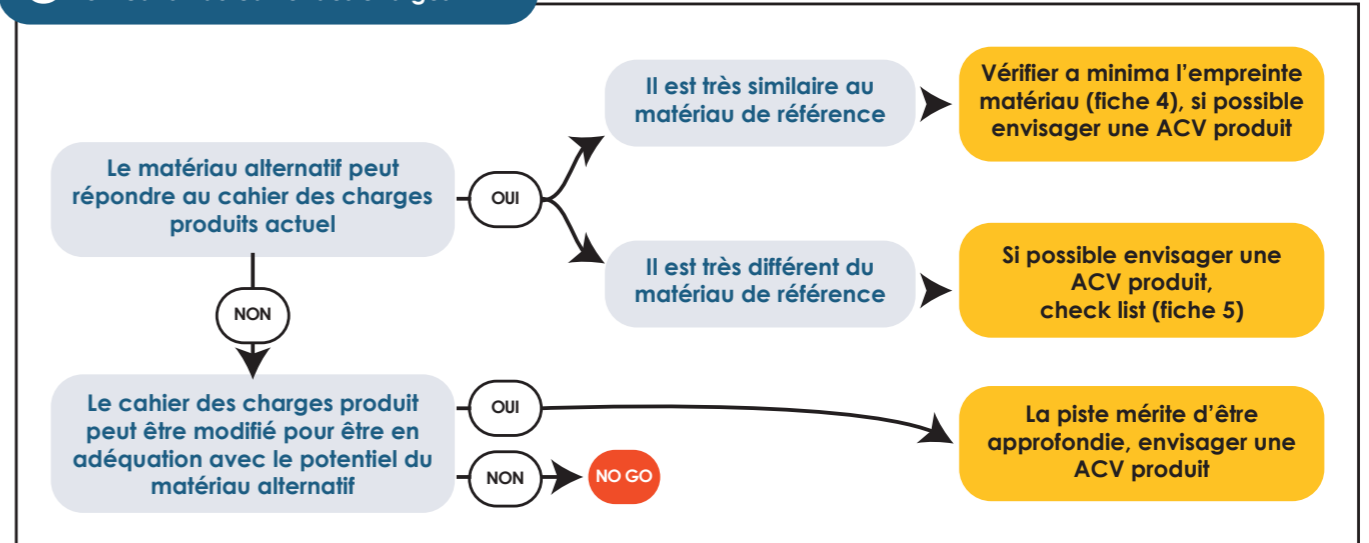 Il est très similaire au
matériau de référence
Vérifier a minima l'empreinte
matériau (fiche 4), si possible
envisager une ACV produit
Le matériau alternatif peut
répondre au cahier des charges
produits actuel
OUI
Il est très différent du
matériau de référence
Si possible envisager une
ACV produit,
check list (fiche 5)
NON
Le cahier des charges produit
peut être modifié pour être en
adéquation avec le potentiel du
matériau alternatif
OUI
NON
NO GO
La piste mérite d'être
approfondie, envisager une
ACV produit